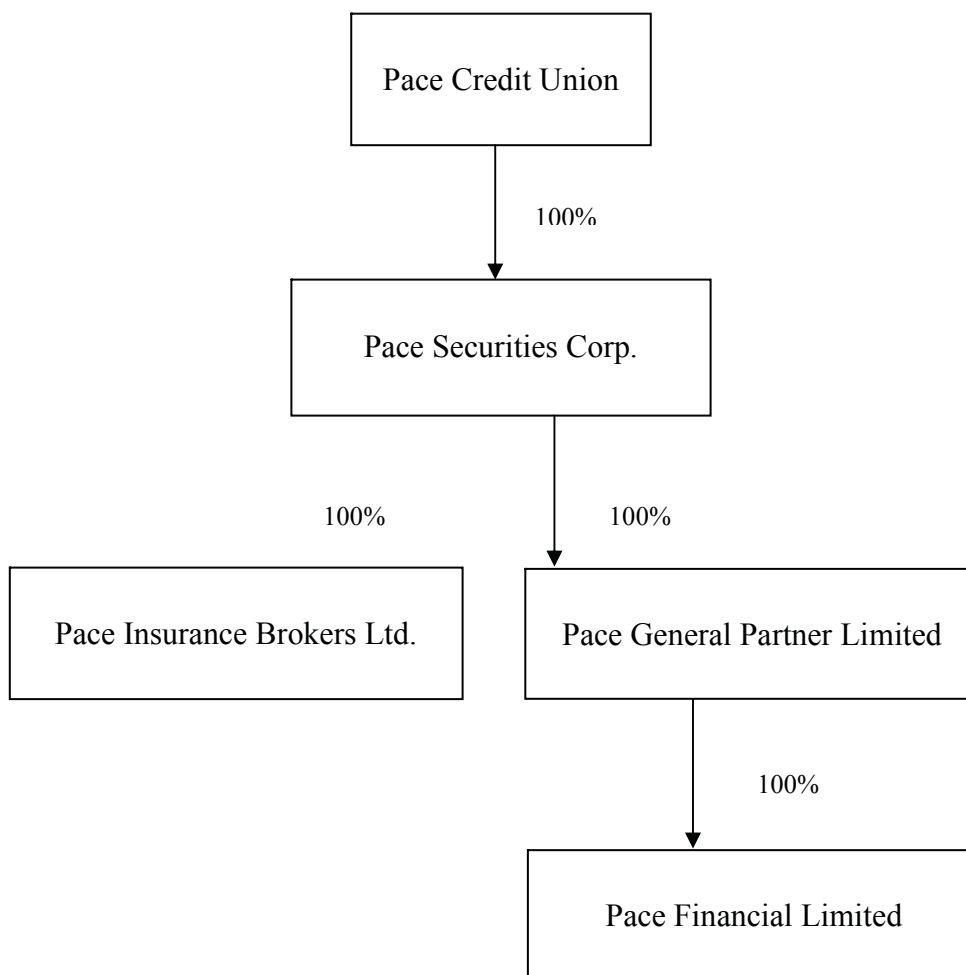 Pace Credit Union
100%
Pace Securities Corp.
100%
100%
Pace Insurance Brokers Ltd.
Pace General Partner Limited
100%
Pace Financial Limited